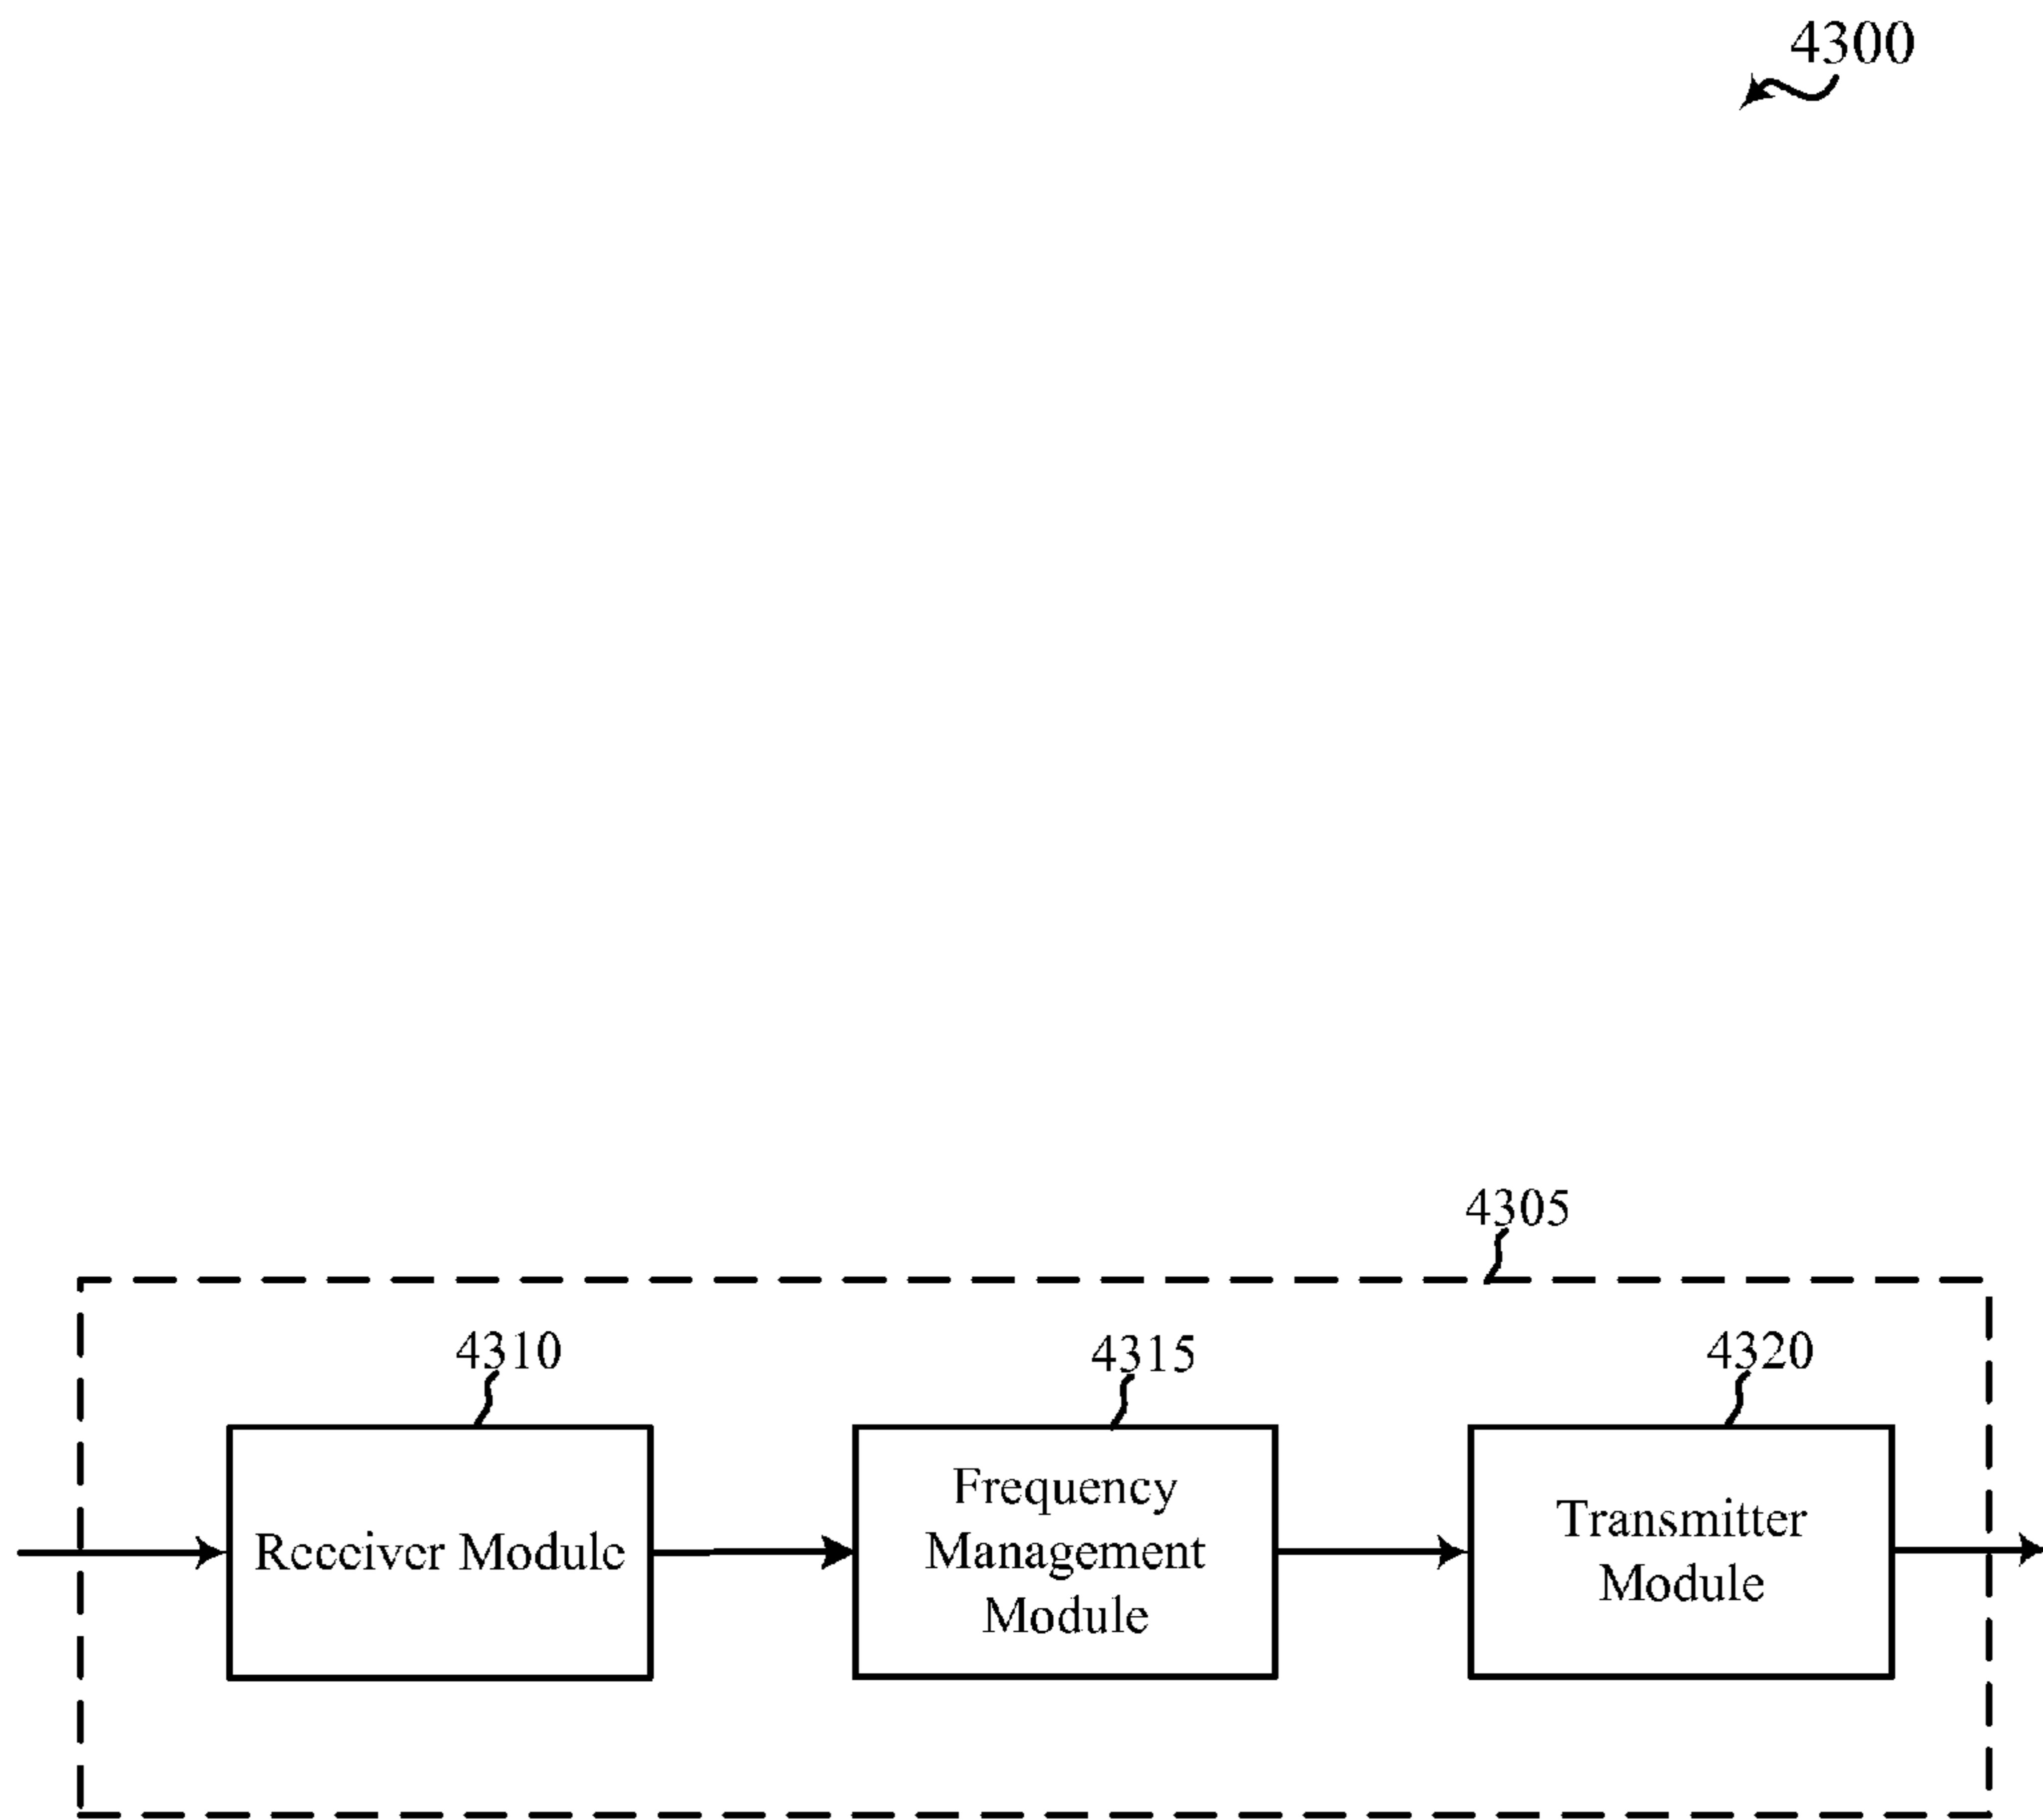 4300
4305
4310
4315
4320
Receiver Module
Frequency
Management
Module
Transmitter
Module